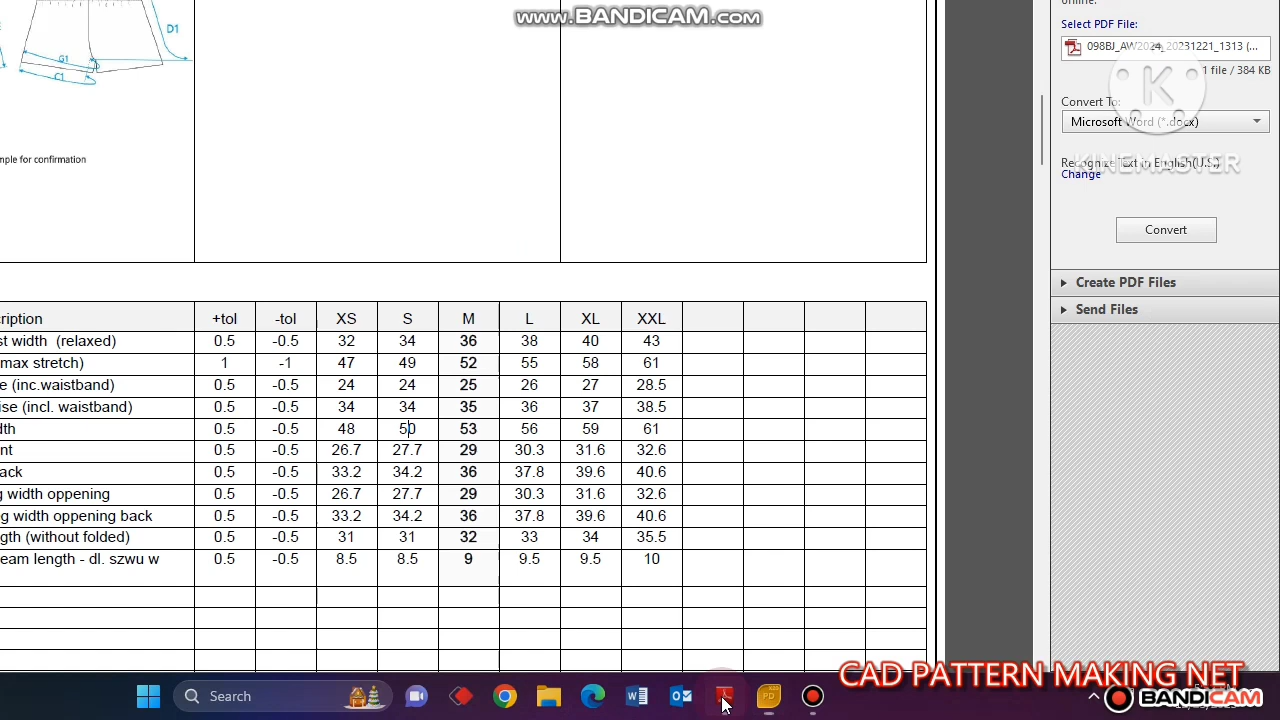 www.BANDICAM.com
online.
D1
Select PDF File:
098BJ_AW2024_20231221_1313 (...
1 file / 384 KB
G1
C1
Convert To:
Microsoft Word (*.docx)
K
KINEMASTER
Recognize Text in English(U.S.)
Change
mple for confirmation
Convert
Create PDF Files
Send Files
cription +tol -tol XS S M L XL XXL
st width (relaxed) 0.5 -0.5 32 34 36 38 40 43
(max stretch) 1 -1 47 49 52 55 58 61
e (inc.waistband) 0.5 -0.5 24 24 25 26 27 28.5
ise (incl. waistband) 0.5 -0.5 34 34 35 36 37 38.5
dth 0.5 -0.5 48 50 53 56 59 61
nt 0.5 -0.5 26.7 27.7 29 30.3 31.6 32.6
ack 0.5 -0.5 33.2 34.2 36 37.8 39.6 40.6
g width oppening 0.5 -0.5 26.7 27.7 29 30.3 31.6 32.6
g width oppening back 0.5 -0.5 33.2 34.2 36 37.8 39.6 40.6
gth (without folded) 0.5 -0.5 31 31 32 33 34 35.5
eam length - dl. szwu w 0.5 -0.5 8.5 8.5 9 9.5 9.5 10
CAD PATTERN MAKING NET
Search
PD
BANDICAM